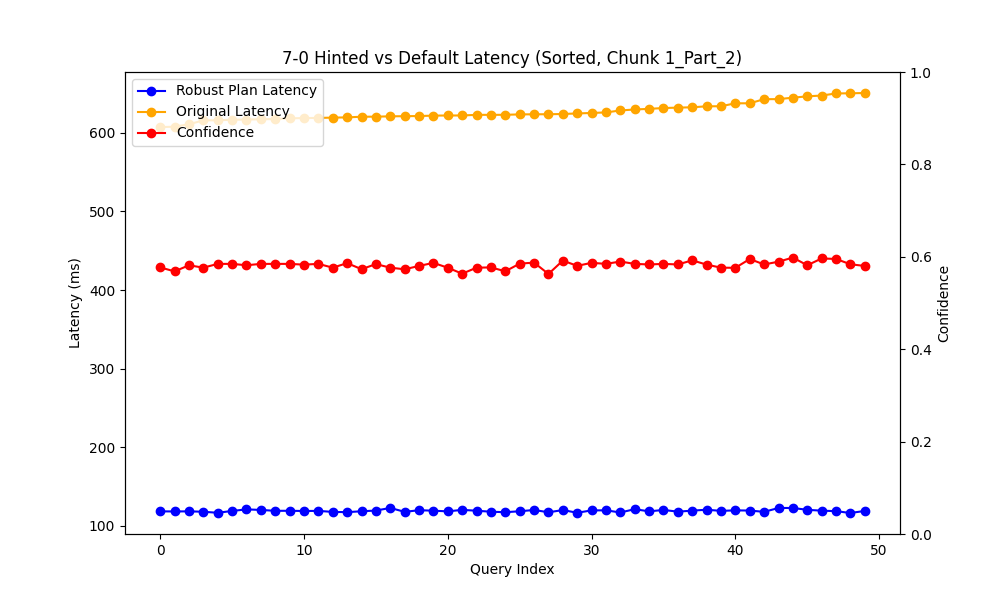 7-0 Hinted vs Default Latency (Sorted, Chunk 1_Part_2)
Robust Plan Latency
Original Latency
Confidence
Latency (ms)
600
500
400
300
200
100
1.0
0.8
0.6
0.4
0.2
0.0
Confidence
0 10 20 30 40 50
Query Index